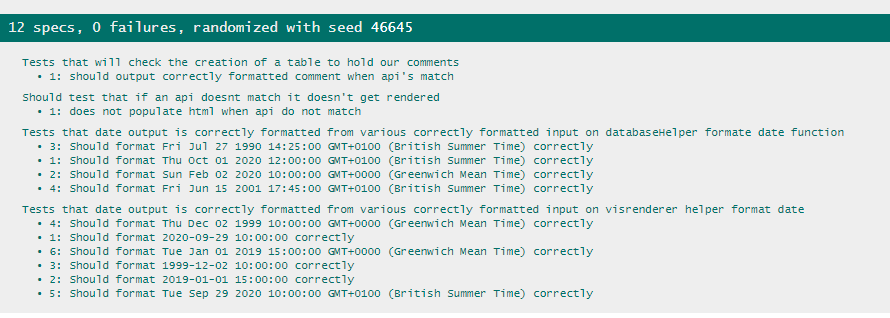 12 specs, 0 failures, randomized with seed 46645
Tests that will check the creation of a table to hold our comments
• 1: should output correctly formatted comment when api's match
Should test that if an api doesnt match it doesn't get rendered
• 1: does not populate html when api do not match
Tests that date output is correctly formatted from various correctly formatted input on databaseHelper formate date function
• 3: Should format Fri Jul 27 1990 14:25:00 GMT+0100 (British Summer Time) correctly
• 1: Should format Thu Oct 01 2020 12:00:00 GMT+0100 (British Summer Time) correctly
• 2: Should format Sun Feb 02 2020 10:00:00 GMT+0000 (Greenwich Mean Time) correctly
• 4: Should format Fri Jun 15 2001 17:45:00 GMT+0100 (British Summer Time) correctly
Tests that date output is correctly formatted from various correctly formatted input on visrenderer helper format date
• 4: Should format Thu Dec 02 1999 10:00:00 GMT+0000 (Greenwich Mean Time) correctly
• 1: Should format 2020-09-29 10:00:00 correctly
• 6: Should format Tue Jan 01 2019 15:00:00 GMT+0000 (Greenwich Mean Time) correctly
• 3: Should format 1999-12-02 10:00:00 correctly
• 2: Should format 2019-01-01 15:00:00 correctly
• 5: Should format Tue Sep 29 2020 10:00:00 GMT+0100 (British Summer Time) correctly